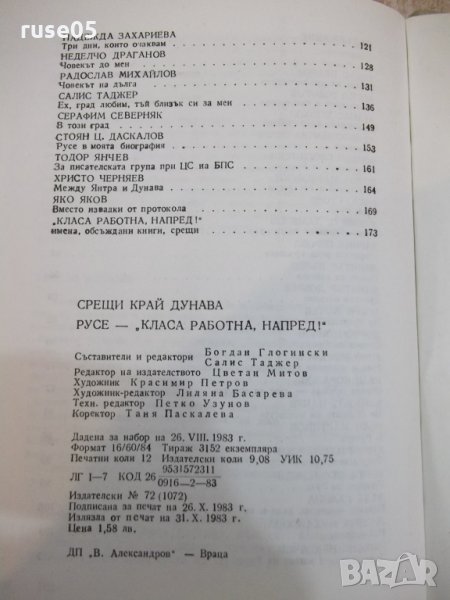 ruse05
НАДЕЖДА ЗАХАРИЕВА
Три дни, които очаквам 121
НЕДЕЛЧО ДРАГАНОВ
Човекът до мен 128
РАДОСЛАВ МИХАЙЛОВ
Човекът на дълга 131
САЛИС ТАДЖЕР
Ех, град любим, тъй близък си за мен 136
СЕРАФИМ СЕВЕРНЯК
В този град 149
СТОЯН Ц. ДАСКАЛОВ
Русе в моята биография 153
ТОДОР ЯНЧЕВ
За писателската група при ЦС на БПС 161
ХРИСТО ЧЕРНЯЕВ
Между Янтра и Дунава 164
ЯКО ЯКОВ
Вместо извадки от протокола 169
„КЛАСА РАБОТНА, НАПРЕД!“
имена, обсъждани книги, срещи 173
СРЕЩИ КРАЙ ДУНАВА
РУСЕ — „КЛАСА РАБОТНА, НАПРЕД!“
Съставители и редактори Богдан Глогински
Салис Таджер
Редактор на издателството Цветан Митов
Художник Красимир Петров
Художник-редактор Лиляна Басарева
Техн. редактор Петко Узунов
Коректор Таня Паскалева
Дадена за набор на 26. VIII. 1983 г.
Формат 16/60/84 Тираж 3152 екземпляра
Печатни коли 12 Издателски коли 9,08 УИК 10,75
ЛГ I—7 КОД 26 9531572311
0916—2—83
Издателски № 72 (1072)
Подписана за печат на 26. X. 1983 г.
Излязла от печат на 31. X. 1983 г.
Цена 1,58 лв.
ДП „В. Александров“ — Враца
BAZAR